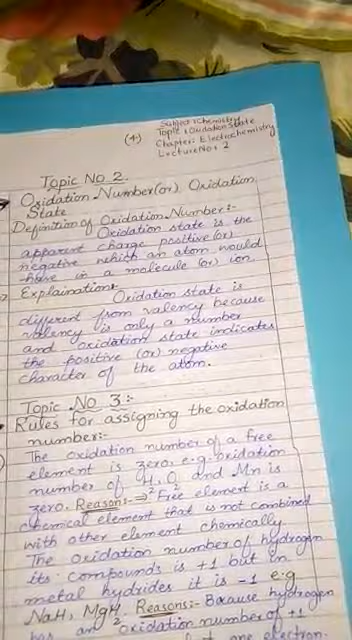 (4)
Subject : Chemistry
Topic : Oxidation State
Chapter: Electrochemistry
Lecture No: 2
Topic No 2.
Oxidation Number (or) Oxidation
State
Definition of Oxidation Number:-
Oxidation state is the
apparent charge positive (or)
negative which an atom would
have in a molecule (or) ion.
Explaination:
Oxidation state is
different from valency because
valency is only a number
and oxidation state indicates
the positive (or) negative
character of the atom.
Topic No 3:-
Rules for assigning the oxidation
number:-
The oxidation number of a free
element is zero. e.g. oxidation
number of H2 O2 and Mn is
zero. Reason:-⇒ Free element is a
chemical element that is not combined
with other element chemically
The oxidation number of hydrogen
its compounds is +1 but in
metal hydrides it is -1 e.g
NaH, MgH2. Reasons:- Because hydrogen
has an oxidation number of +1
electron.